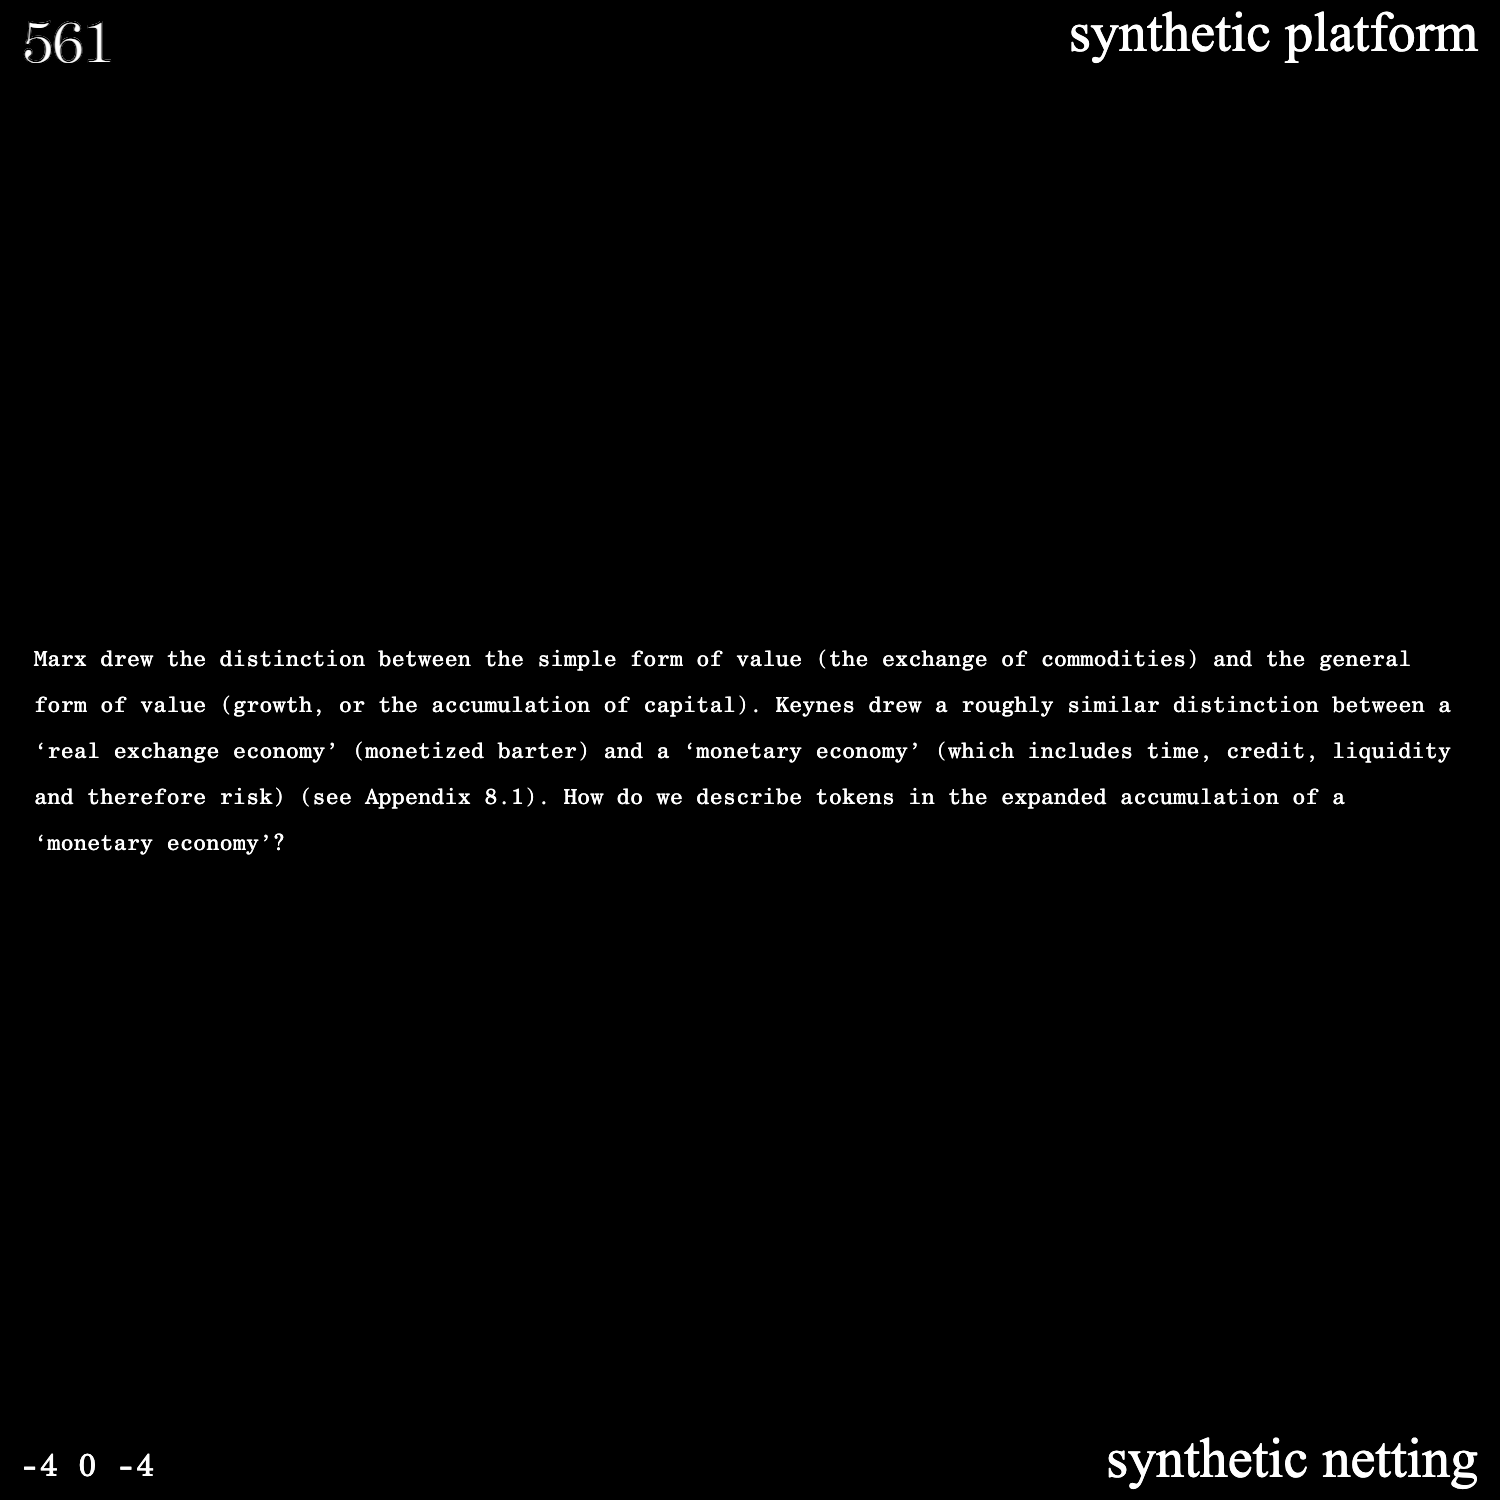 561
synthetic platform
Marx drew the distinction between the simple form of value (the exchange of commodities) and the general
form of value (growth, or the accumulation of capital). Keynes drew a roughly similar distinction between a
‘real exchange economy’ (monetized barter) and a ‘monetary economy’ (which includes time, credit, liquidity
and therefore risk) (see Appendix 8.1). How do we describe tokens in the expanded accumulation of a
‘monetary economy’?
-4 0 -4
synthetic netting